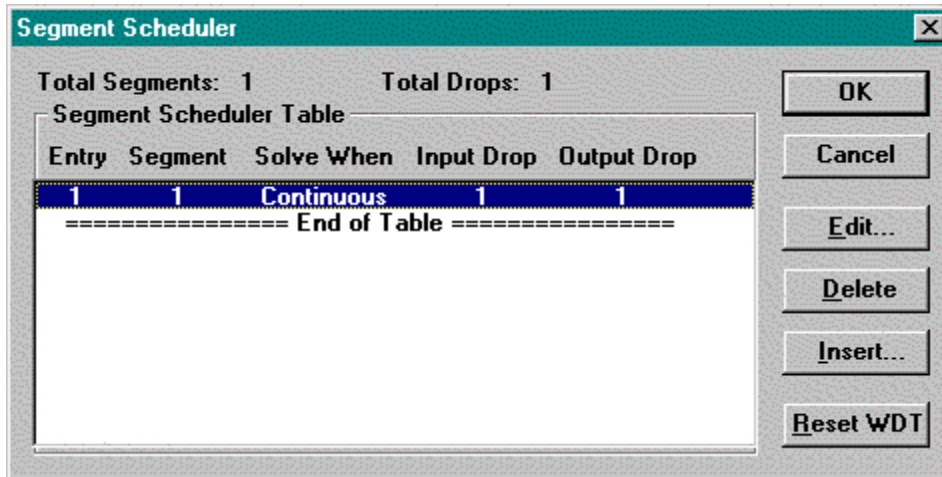 Segment Scheduler
Total Segments: 1 Total Drops: 1
Segment Scheduler Table
Entry Segment Solve When Input Drop Output Drop
1 1 Continuous 1 1
================ End of Table ================
OK
Cancel
Edit...
Delete
Insert...
Reset WDT